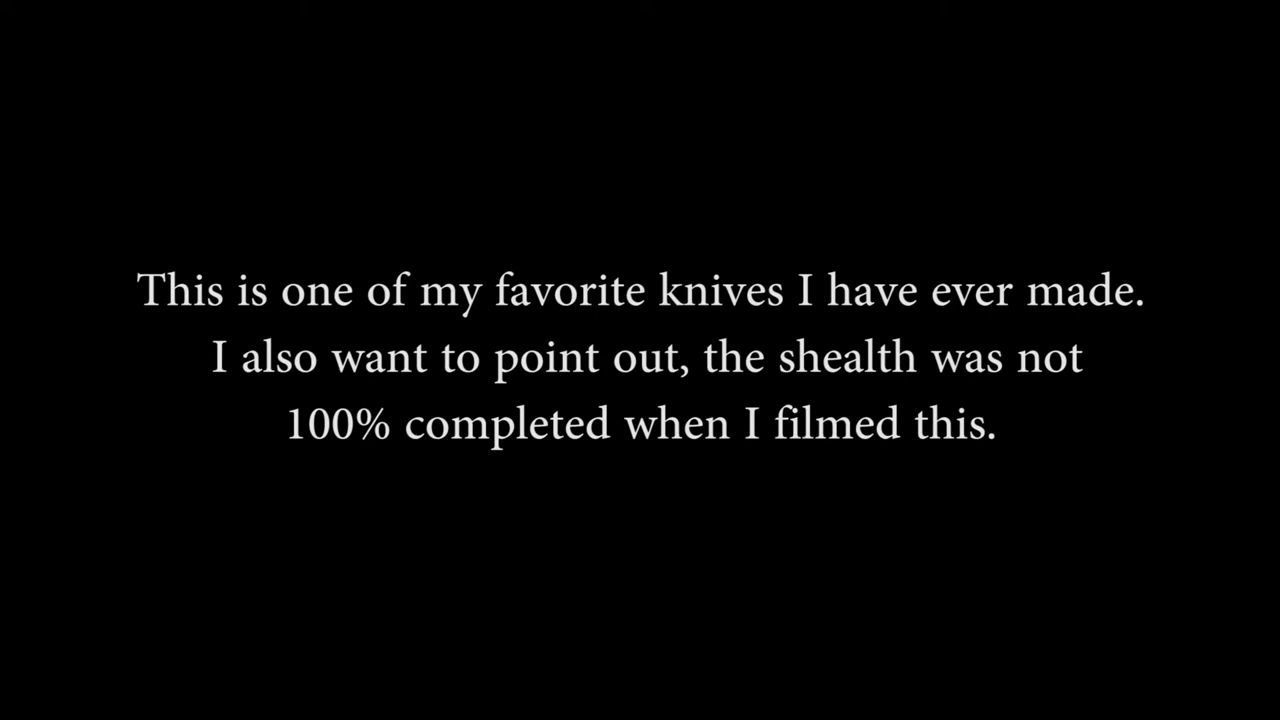 This is one of my favorite knives I have ever made.
I also want to point out, the shealth was not
100% completed when I filmed this.